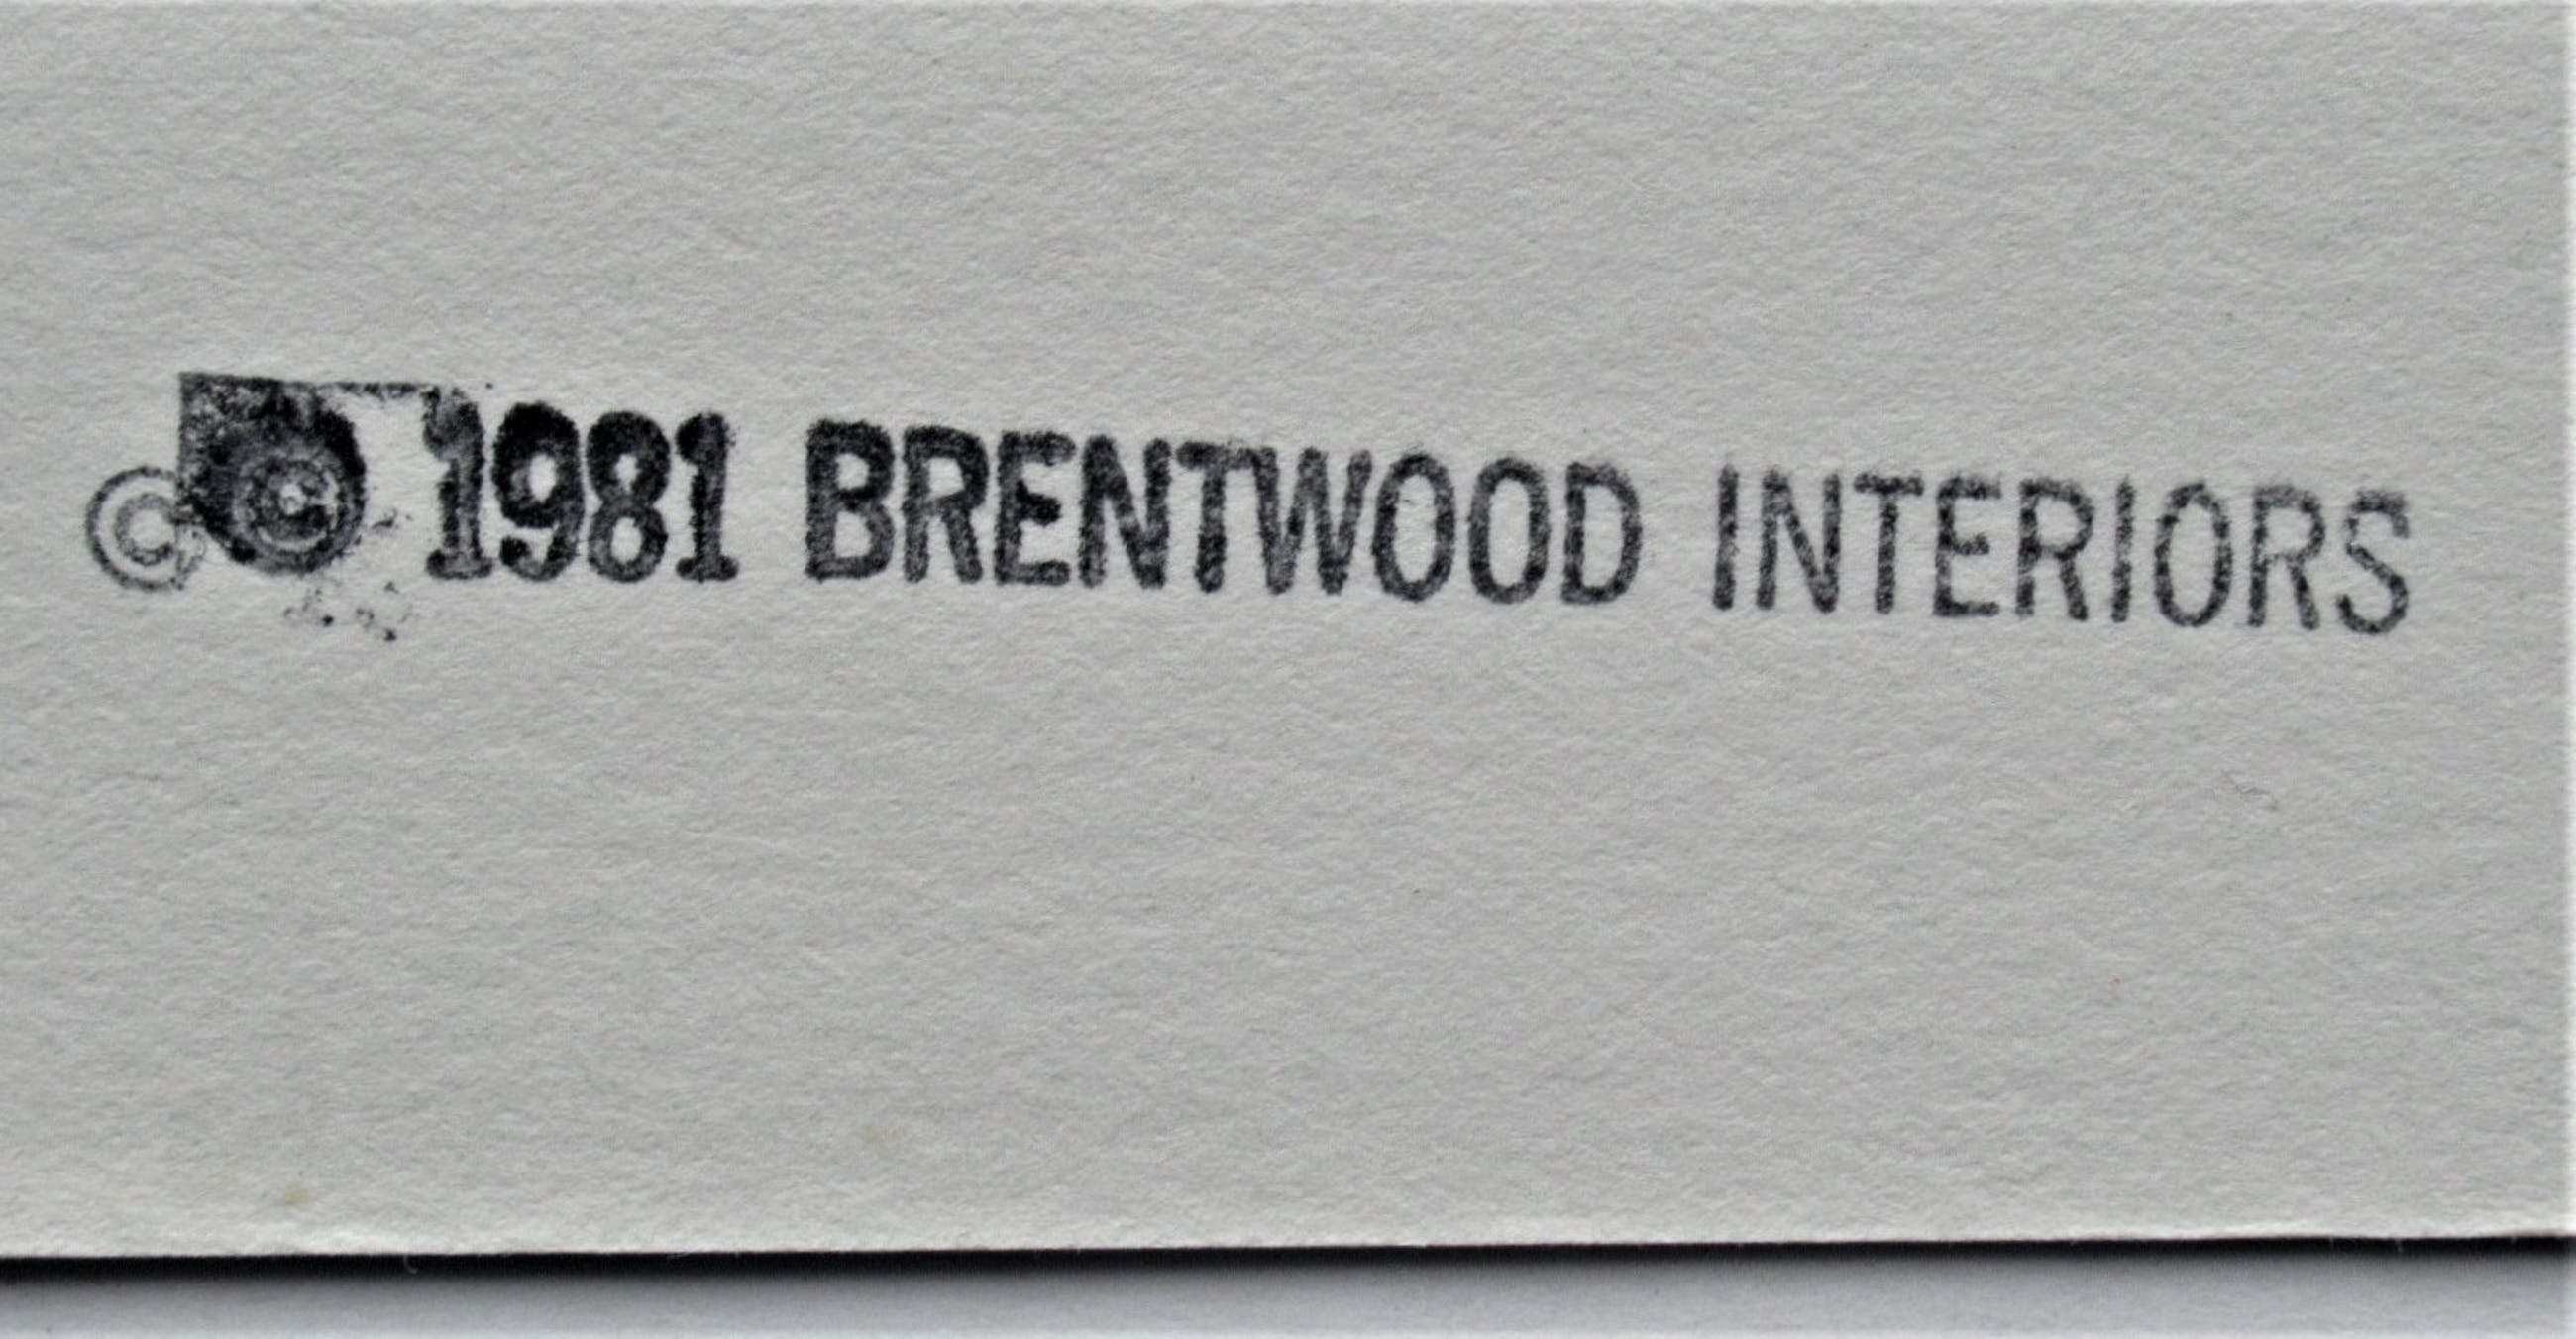 © 1981 BRENTWOOD INTERIORS